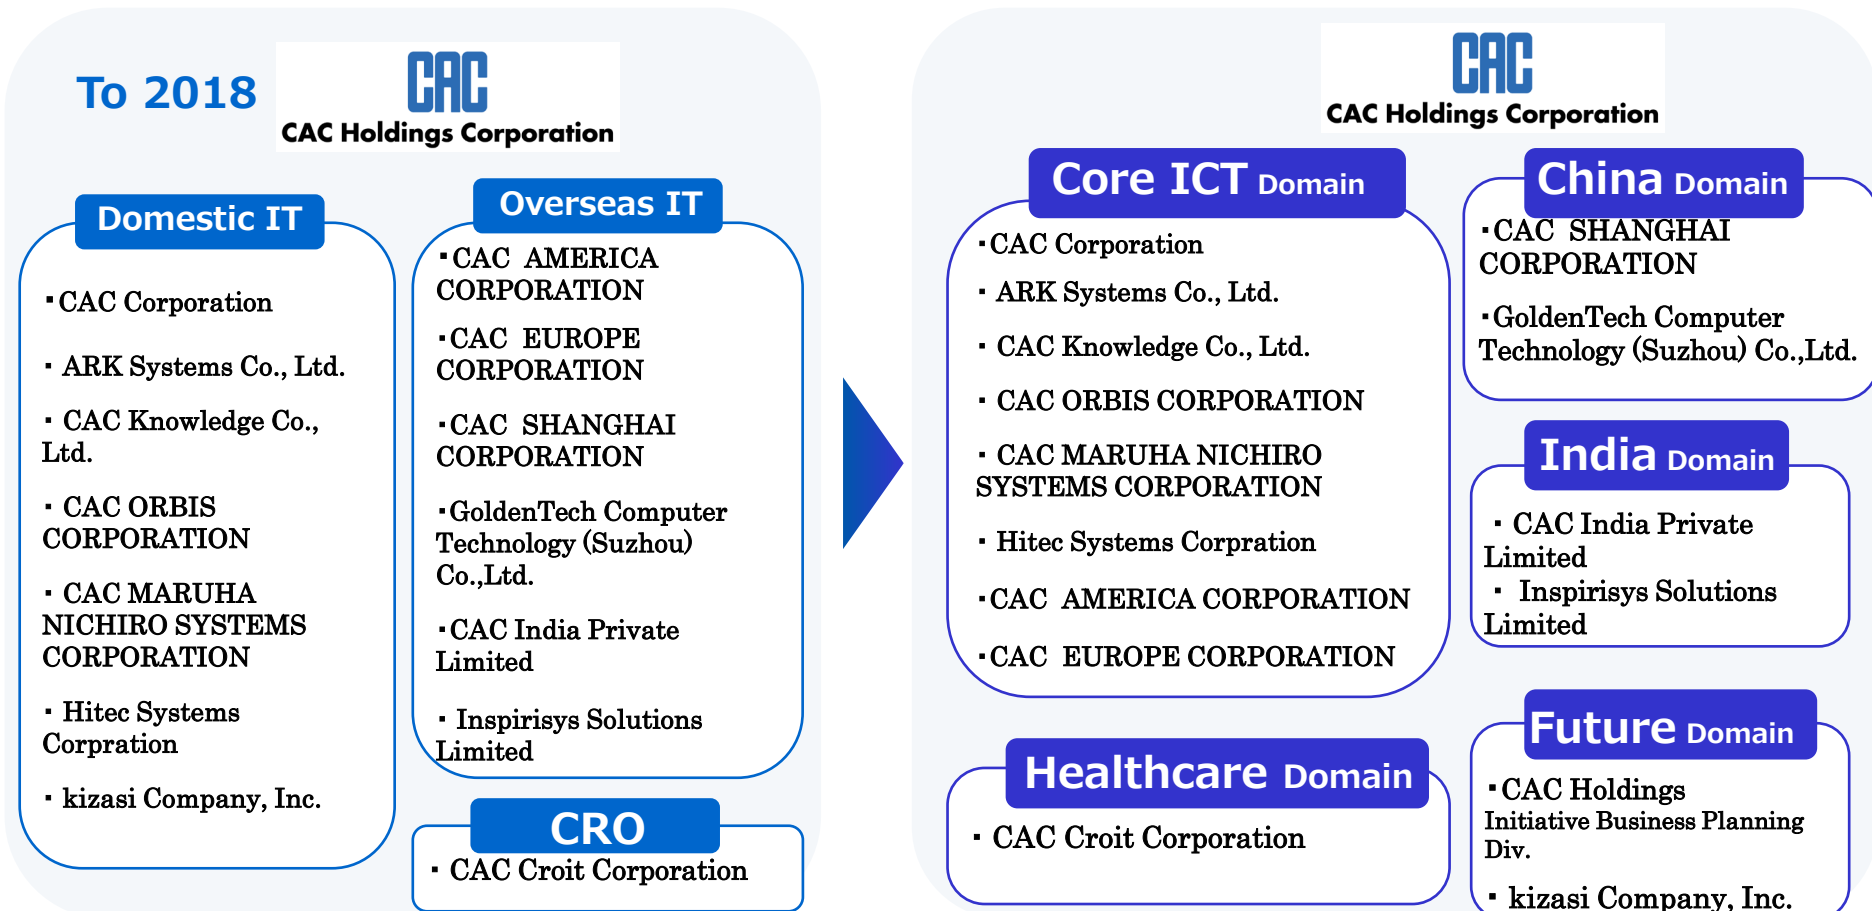 To 2018
CAC
CAC Holdings Corporation
Domestic IT
・CAC Corporation
・ARK Systems Co., Ltd.
・CAC Knowledge Co.,
Ltd.
・CAC ORBIS
CORPORATION
・CAC MARUHA
NICHIRO SYSTEMS
CORPORATION
・Hitec Systems
Corpration
・kizasi Company, Inc.
Overseas IT
・CAC AMERICA
CORPORATION
・CAC EUROPE
CORPORATION
・CAC SHANGHAI
CORPORATION
・GoldenTech Computer
Technology (Suzhou)
Co.,Ltd.
・CAC India Private
Limited
・Inspirisys Solutions
Limited
CRO
・CAC Croit Corporation
CAC
CAC Holdings Corporation
Core ICT Domain
・CAC Corporation
・ARK Systems Co., Ltd.
・CAC Knowledge Co., Ltd.
・CAC ORBIS CORPORATION
・CAC MARUHA NICHIRO
SYSTEMS CORPORATION
・Hitec Systems Corpration
・CAC AMERICA CORPORATION
・CAC EUROPE CORPORATION
Healthcare Domain
・CAC Croit Corporation
China Domain
・CAC SHANGHAI
CORPORATION
・GoldenTech Computer
Technology (Suzhou) Co.,Ltd.
India Domain
・CAC India Private
Limited
・Inspirisys Solutions
Limited
Future Domain
・CAC Holdings
Initiative Business Planning
Div.
・kizasi Company, Inc.